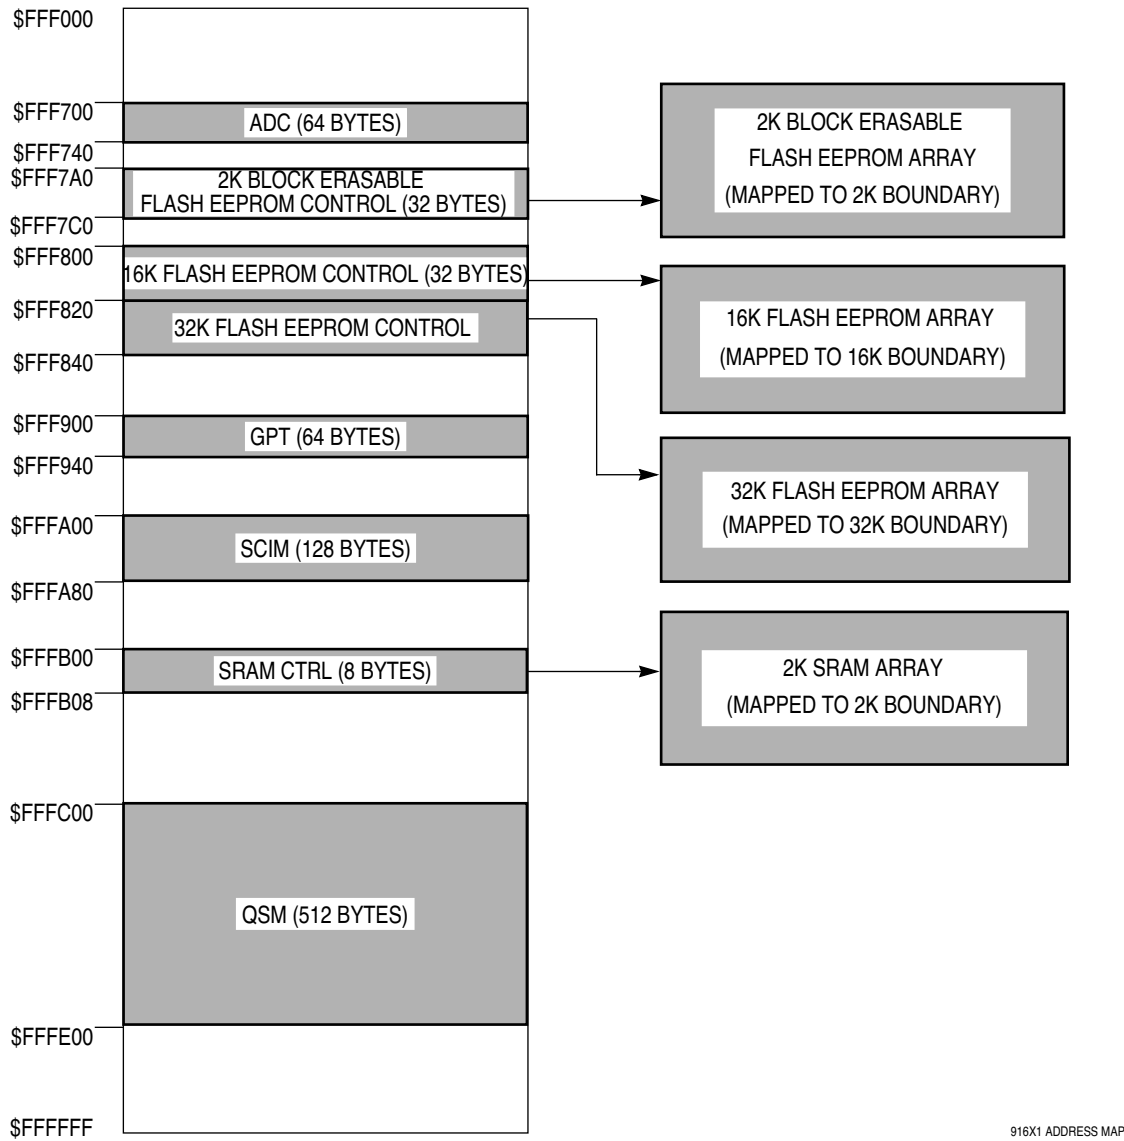 $FFF000
$FFF700
ADC (64 BYTES)
$FFF740
$FFF7A0
2K BLOCK ERASABLE
FLASH EEPROM CONTROL (32 BYTES)
$FFF7C0
$FFF800
16K FLASH EEPROM CONTROL (32 BYTES)
$FFF820
32K FLASH EEPROM CONTROL
$FFF840
$FFF900
GPT (64 BYTES)
$FFF940
$FFFA00
SCIM (128 BYTES)
$FFFA80
$FFFB00
SRAM CTRL (8 BYTES)
$FFFB08
$FFFC00
QSM (512 BYTES)
$FFFE00
$FFFFFF
2K BLOCK ERASABLE
FLASH EEPROM ARRAY
(MAPPED TO 2K BOUNDARY)
16K FLASH EEPROM ARRAY
(MAPPED TO 16K BOUNDARY)
32K FLASH EEPROM ARRAY
(MAPPED TO 32K BOUNDARY)
2K SRAM ARRAY
(MAPPED TO 2K BOUNDARY)
916X1 ADDRESS MAP